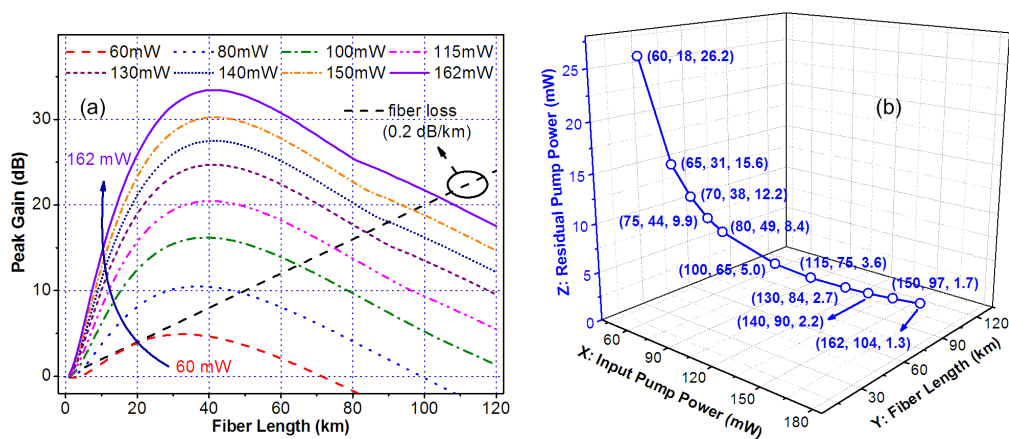 60mW 80mW 100mW 115mW
130mW 140mW 150mW 162mW
(a)
fiber loss
(0.2 dB/km)
162 mW
60 mW
30
20
10
0
Peak Gain (dB)
0 20 40 60 80 100 120
Fiber Length (km)
(b)
25
20
15
10
5
0
Z: Residual Pump Power (mW)
(60, 18, 26.2)
(65, 31, 15.6)
(70, 38, 12.2)
(75, 44, 9.9)
(80, 49, 8.4)
(100, 65, 5.0)
(115, 75, 3.6)
(130, 84, 2.7)
(150, 97, 1.7)
(140, 90, 2.2)
(162, 104, 1.3)
60
90
120
150
180
X: Input Pump Power (mW)
30
60
90
120
Y: Fiber Length (km)